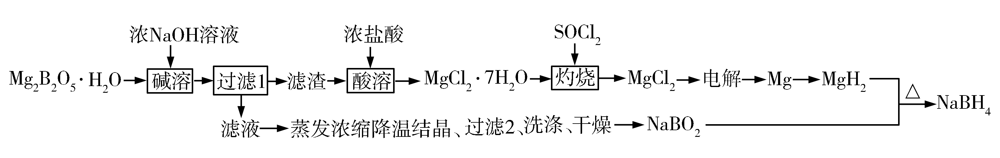 浓NaOH溶液 浓盐酸 SOCl₂
Mg₂B₂O₅·H₂O 碱溶 过滤1 滤渣 酸溶 MgCl₂·7H₂O 灼烧 MgCl₂ 电解 Mg MgH₂
△
NaBH₄
滤液 蒸发浓缩降温结晶、过滤2、洗涤、干燥 NaBO₂